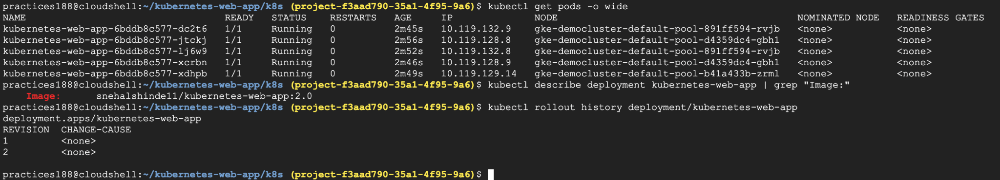 practices188@cloudshell:~/kubernetes-web-app/k8s (project-f3aad790-35a1-4f95-9a6)$ kubectl get pods -o wide
NAME                                  READY   STATUS    RESTARTS   AGE     IP              NODE                                         NOMINATED NODE   READINESS GATES
kubernetes-web-app-6bddb8c577-dc2t6   1/1     Running   0          2m45s   10.119.132.9    gke-democluster-default-pool-891ff594-rvjb   <none>           <none>
kubernetes-web-app-6bddb8c577-jtckj   1/1     Running   0          2m56s   10.119.128.8    gke-democluster-default-pool-d4359dc4-gbh1   <none>           <none>
kubernetes-web-app-6bddb8c577-lj6w9   1/1     Running   0          2m52s   10.119.132.8    gke-democluster-default-pool-891ff594-rvjb   <none>           <none>
kubernetes-web-app-6bddb8c577-xcrbn   1/1     Running   0          2m46s   10.119.128.9    gke-democluster-default-pool-d4359dc4-gbh1   <none>           <none>
kubernetes-web-app-6bddb8c577-xdhpb   1/1     Running   0          2m49s   10.119.129.14   gke-democluster-default-pool-b41a433b-zrml   <none>           <none>
practices188@cloudshell:~/kubernetes-web-app/k8s (project-f3aad790-35a1-4f95-9a6)$ kubectl describe deployment kubernetes-web-app | grep "Image:"
    Image:      snehalshinde11/kubernetes-web-app:2.0
practices188@cloudshell:~/kubernetes-web-app/k8s (project-f3aad790-35a1-4f95-9a6)$ kubectl rollout history deployment/kubernetes-web-app
deployment.apps/kubernetes-web-app
REVISION  CHANGE-CAUSE
1         <none>
2         <none>
practices188@cloudshell:~/kubernetes-web-app/k8s (project-f3aad790-35a1-4f95-9a6)$